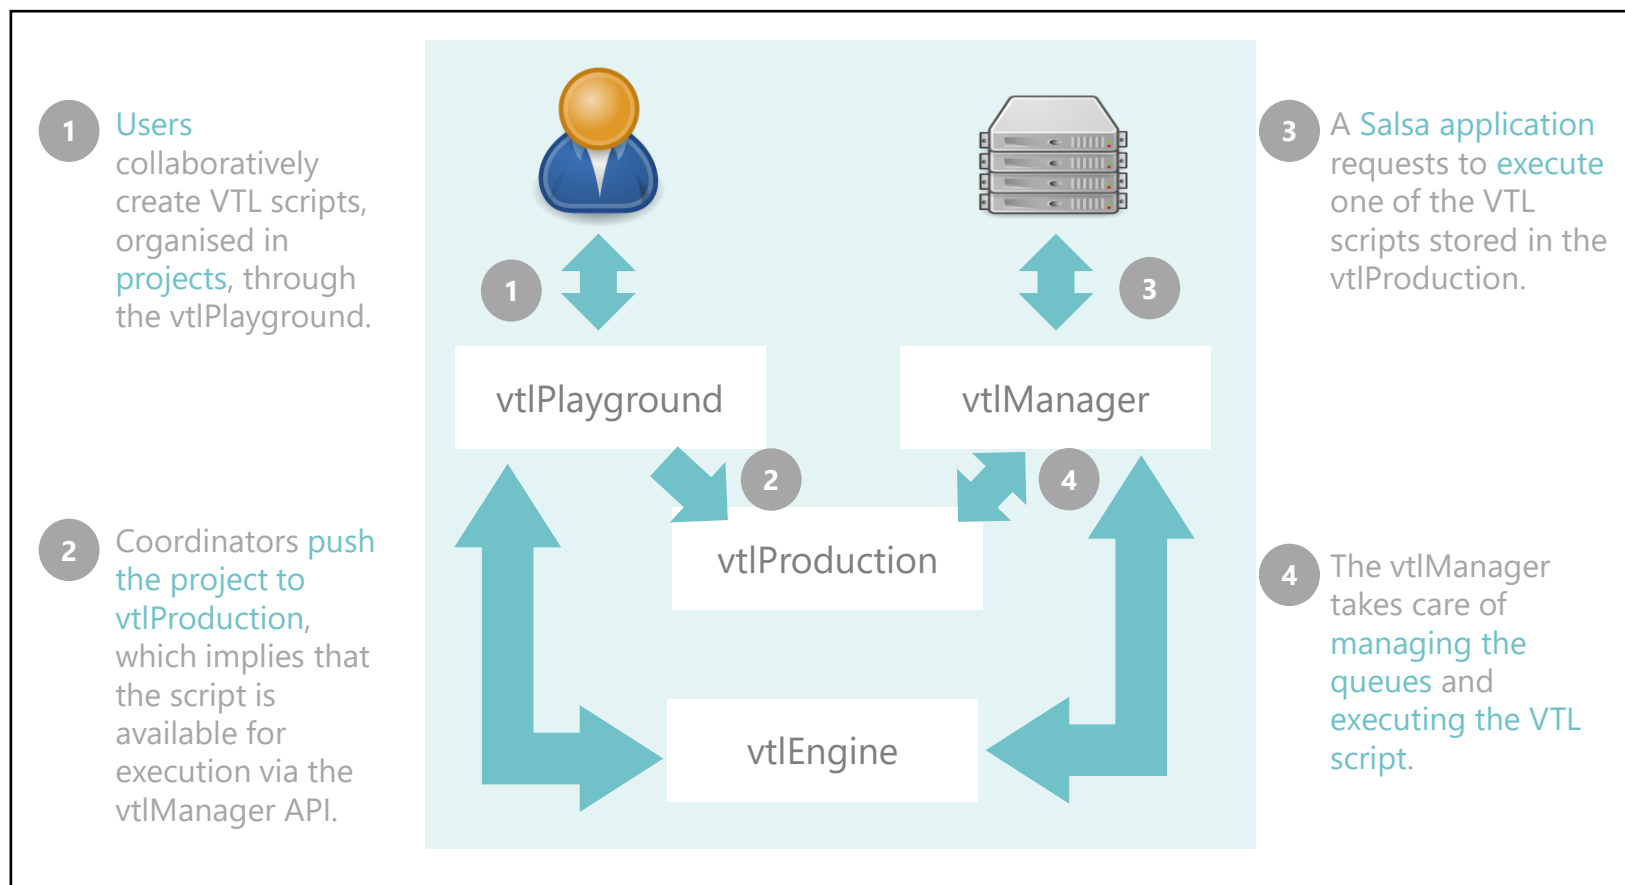 1
Users
collaboratively
create VTL scripts,
organised in
projects, through
the vtlPlayground.
2
Coordinators push
the project to
vtlProduction,
which implies that
the script is
available for
execution via the
vtlManager API.
1
3
vtlPlayground
vtlManager
2
4
vtlProduction
vtlEngine
3
A Salsa application
requests to execute
one of the VTL
scripts stored in the
vtlProduction.
4
The vtlManager
takes care of
managing the
queues and
executing the VTL
script.